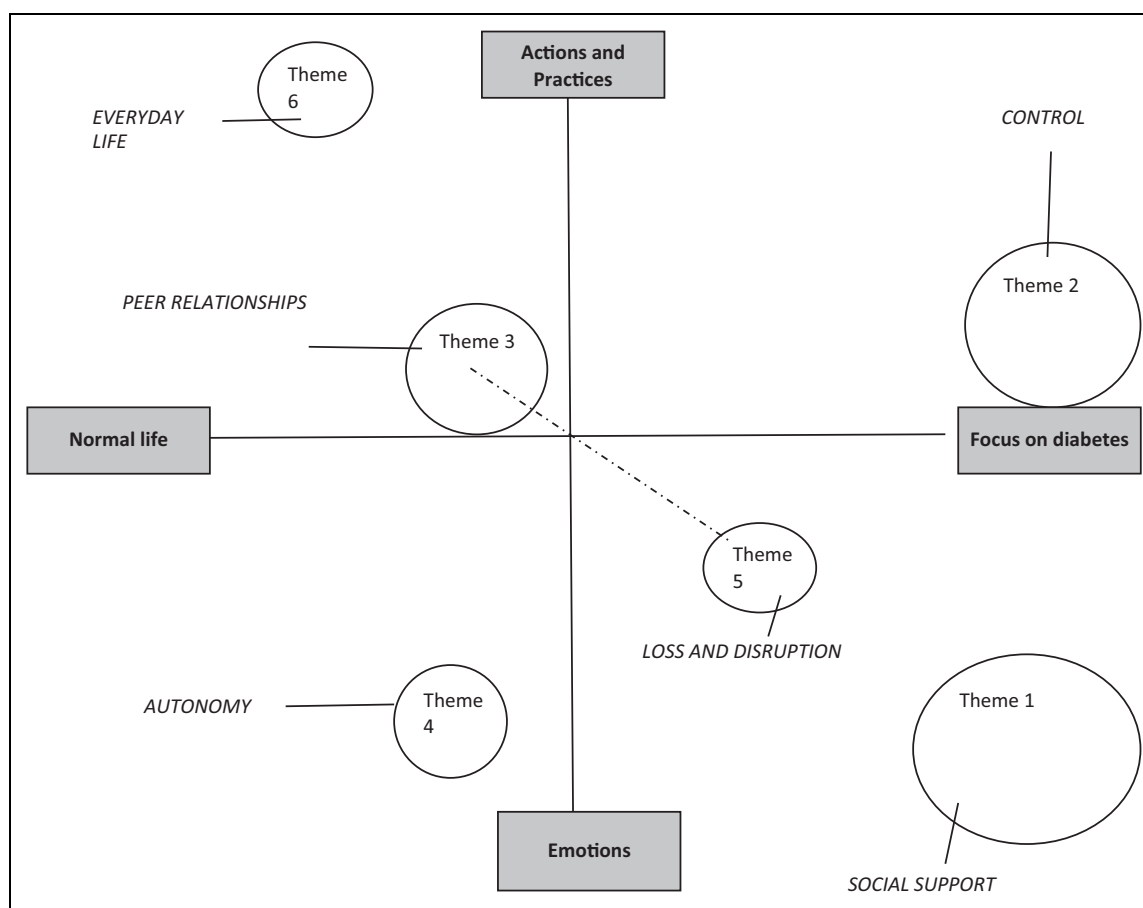 Actions and
Practices
Theme
6
EVERYDAY
LIFE
CONTROL
Theme 2
PEER RELATIONSHIPS
Theme 3
Normal life
Focus on diabetes
Theme
5
LOSS AND DISRUPTION
AUTONOMY
Theme
4
Theme 1
Emotions
SOCIAL SUPPORT